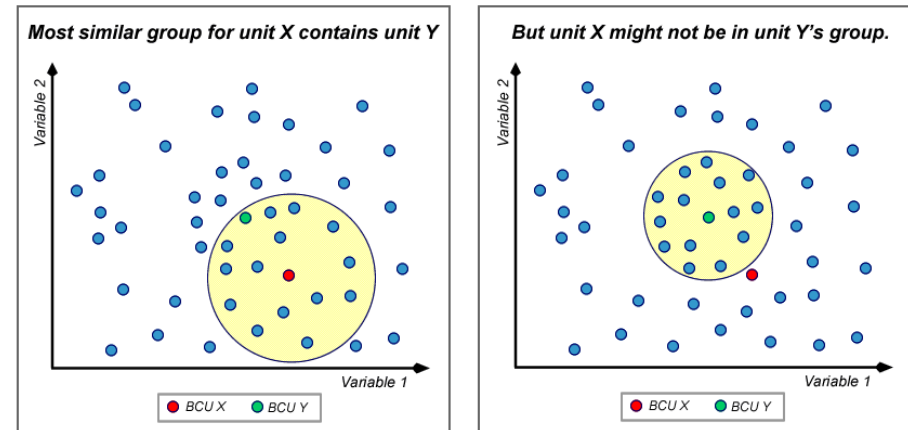 Most similar group for unit X contains unit Y
Variable 2
Variable 1
BCU X
BCU Y
But unit X might not be in unit Y's group.
Variable 2
Variable 1
BCU X
BCU Y